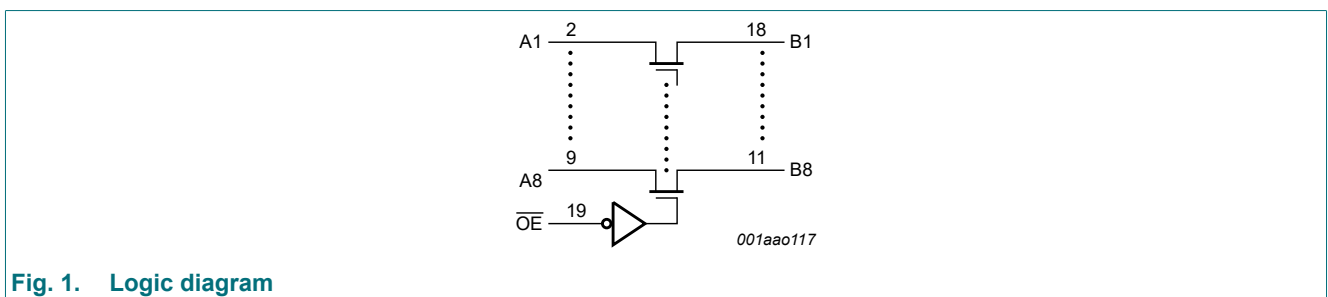 A1 2 18 B1
9 11 B8
A8
OE 19
001aao117
Fig. 1. Logic diagram